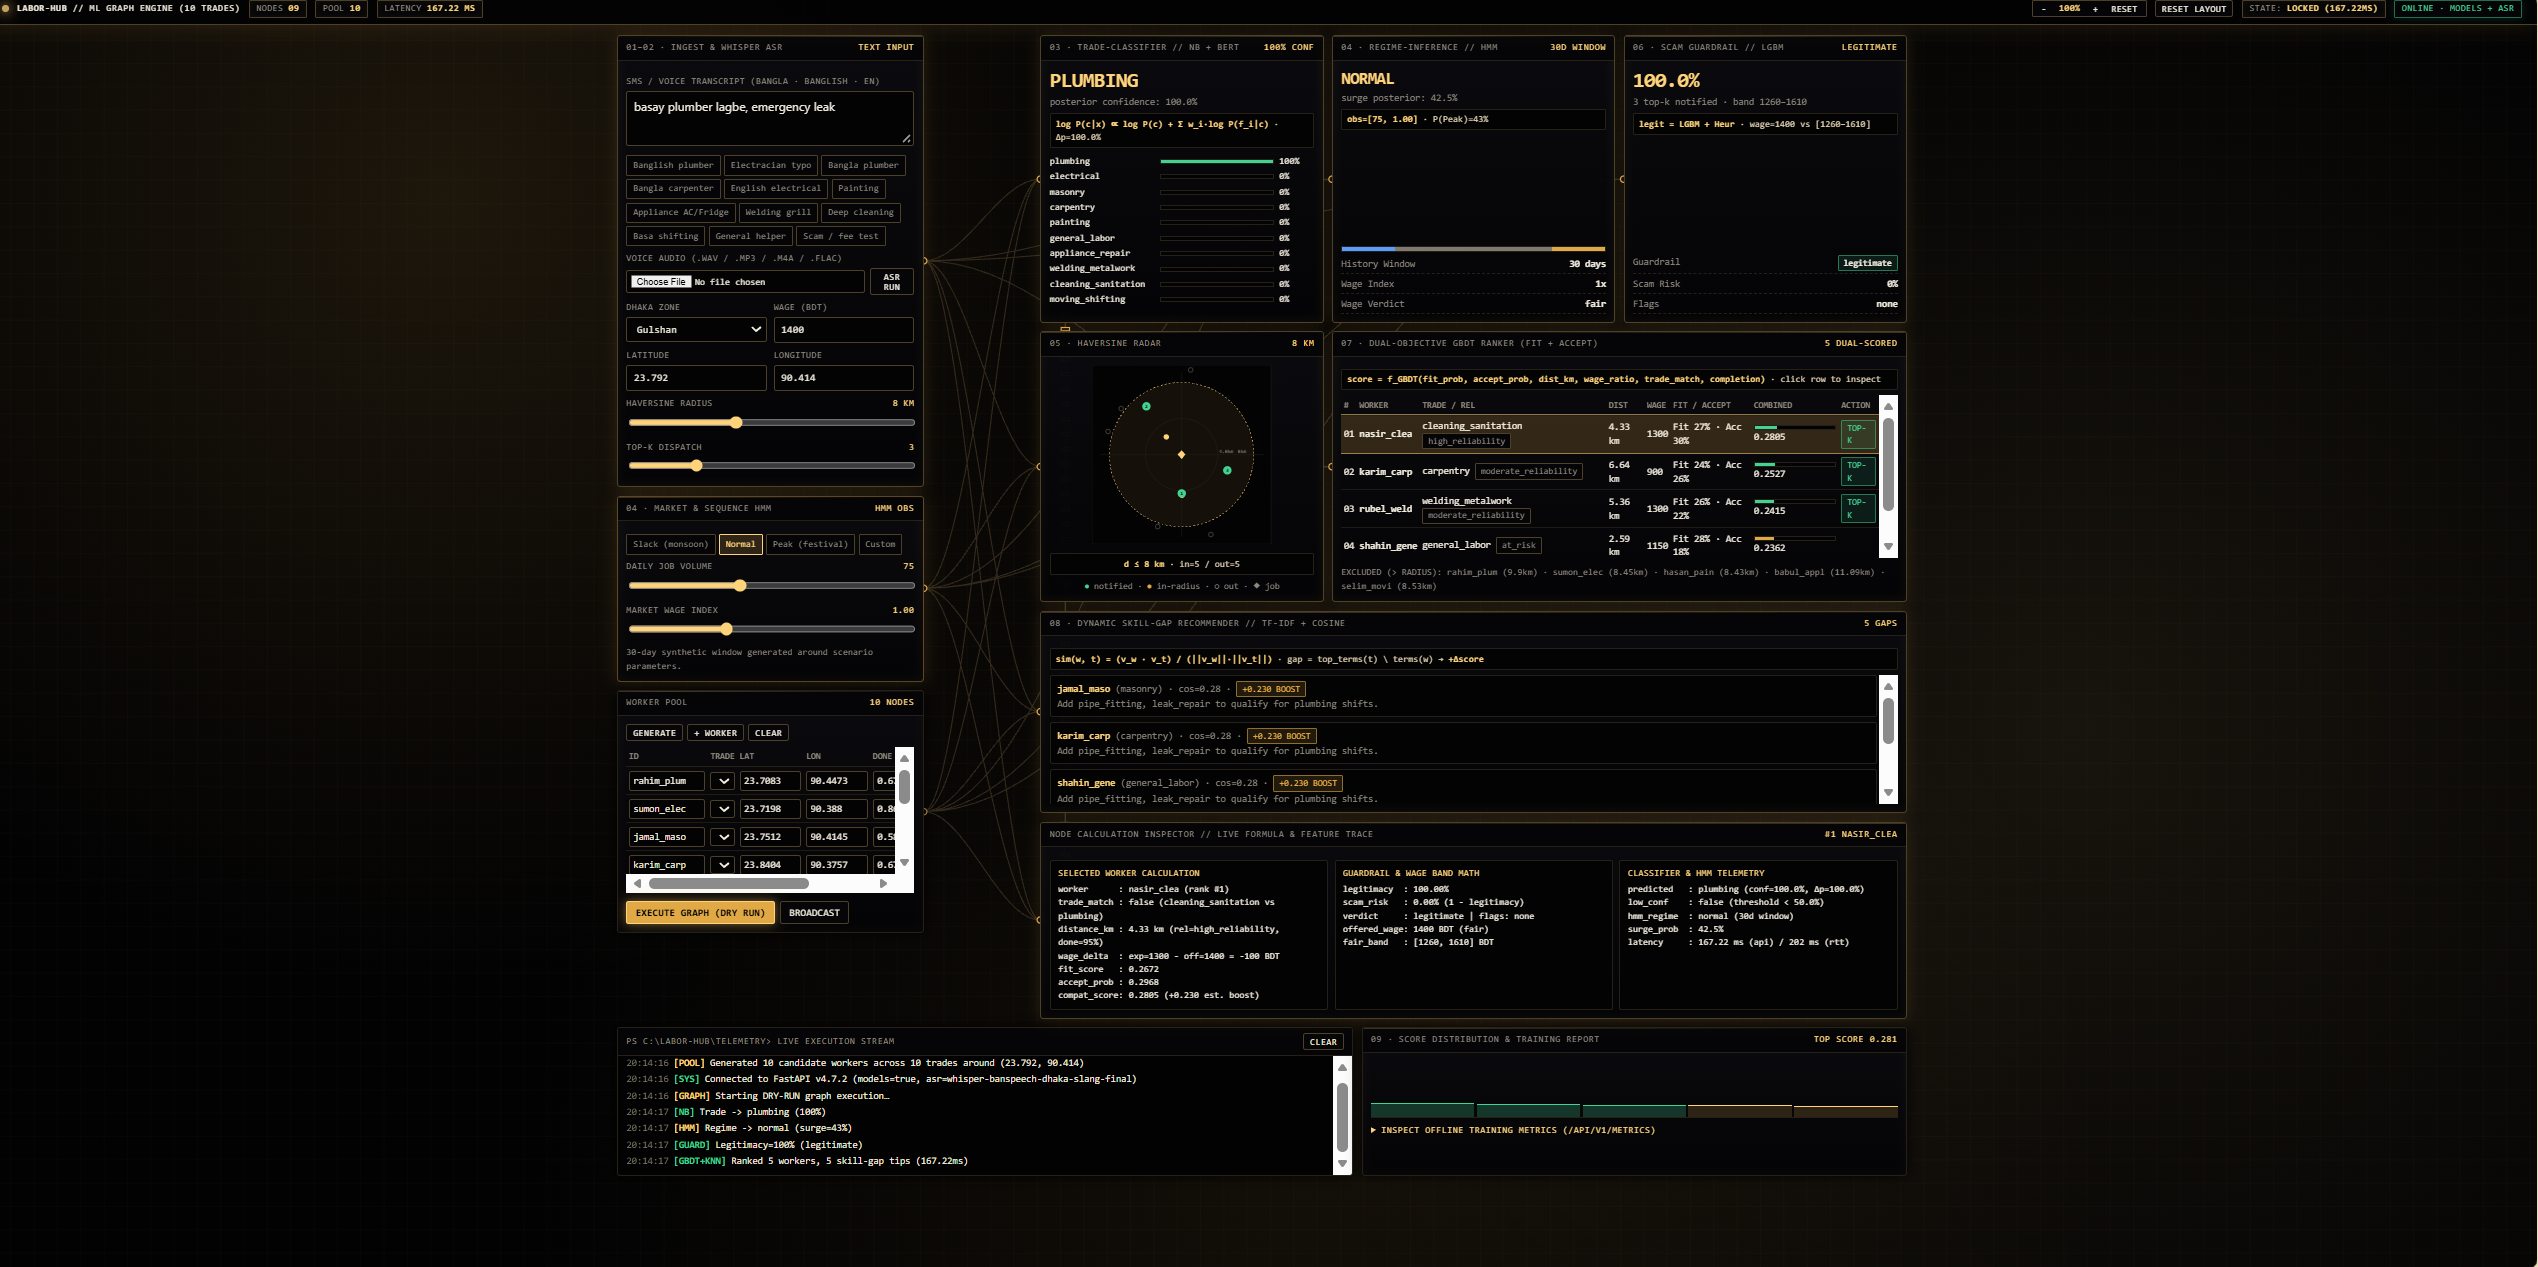 LABOR-HUB // ML GRAPH ENGINE (10 TRADES) NODES 09 POOL 10 LATENCY 167.22 MS
- 100% + RESET RESET LAYOUT STATE: LOCKED (167.22MS) ONLINE · MODELS + ASR
01-02 · INGEST & WHISPER ASR TEXT INPUT
SMS / VOICE TRANSCRIPT (BANGLA · BANGLISH · EN)
basay plumber lagbe, emergency leak
Banglish plumber Electracian typo Bangla plumber
Bangla carpenter English electrical Painting
Appliance AC/Fridge Welding grill Deep cleaning
Basa shifting General helper Scam / fee test
VOICE AUDIO (.WAV / .MP3 / .M4A / .FLAC)
Choose File No file chosen ASR RUN
DHAKA ZONE WAGE (BDT)
Gulshan 1400
LATITUDE LONGITUDE
23.792 90.414
HAVERSINE RADIUS 8 KM
TOP-K DISPATCH 3
04 · MARKET & SEQUENCE HMM HMM OBS
Slack (monsoon) Normal Peak (festival) Custom
DAILY JOB VOLUME 75
MARKET WAGE INDEX 1.00
30-day synthetic window generated around scenario
parameters.
WORKER POOL 10 NODES
GENERATE + WORKER CLEAR
ID TRADE LAT LON DONE
rahim_plum 23.7083 90.4473 0.67
sumon_elec 23.7198 90.388
jamal_maso 23.7512 90.4145
karim_carp 23.8404 90.3757 0.67
EXECUTE GRAPH (DRY RUN) BROADCAST
03 · TRADE-CLASSIFIER // NB + BERT 100% CONF
PLUMBING
posterior confidence: 100.0%
log P(c|x) ∝ log P(c) + Σ w_i·log P(f_i|c) ·
Δp=100.0%
plumbing 100%
electrical 0%
masonry 0%
carpentry 0%
painting 0%
general_labor 0%
appliance_repair 0%
welding_metalwork 0%
cleaning_sanitation 0%
moving_shifting 0%
04 · REGIME-INFERENCE // HMM 30D WINDOW
NORMAL
surge posterior: 42.5%
obs=[75, 1.00] · P(Peak)=43%
History Window 30 days
Wage Index 1x
Wage Verdict fair
06 · SCAM GUARDRAIL // LGBM LEGITIMATE
100.0%
3 top-k notified · band 1260–1610
legit = LGBM + Heur · wage=1400 vs [1260–1610]
Guardrail legitimate
Scam Risk 0%
Flags none
05 · HAVERSINE RADAR 8 KM
d ≤ 8 km · in=5 / out=5
● notified · ● in-radius · ○ out · ◆ job
07 · DUAL-OBJECTIVE GBDT RANKER (FIT + ACCEPT) 5 DUAL-SCORED
score = f_GBDT(fit_prob, accept_prob, dist_km, wage_ratio, trade_match, completion) · click row to inspect
# WORKER TRADE / REL DIST WAGE FIT / ACCEPT COMBINED ACTION
01 nasir_clea cleaning_sanitation high_reliability 4.33 km 1300 Fit 27% · Acc 30% 0.2805 TOP-K
02 karim_carp carpentry moderate_reliability 6.64 km 900 Fit 24% · Acc 26% 0.2527 TOP-K
03 rubel_weld welding_metalwork moderate_reliability 5.36 km 1300 Fit 26% · Acc 22% 0.2415 TOP-K
04 shahin_gene general_labor at_risk 2.59 km 1150 Fit 28% · Acc 18% 0.2362
EXCLUDED (> RADIUS): rahim_plum (9.9km) · sumon_elec (8.45km) · hasan_pain (8.43km) · babul_appl (11.09km) ·
selim_movi (8.53km)
08 · DYNAMIC SKILL-GAP RECOMMENDER // TF-IDF + COSINE 5 GAPS
sim(w, t) = (v_w · v_t) / (||v_w||·||v_t||) · gap = top_terms(t) \ terms(w) → +Δscore
jamal_maso (masonry) · cos=0.28 · +0.230 BOOST
Add pipe_fitting, leak_repair to qualify for plumbing shifts.
karim_carp (carpentry) · cos=0.28 · +0.230 BOOST
Add pipe_fitting, leak_repair to qualify for plumbing shifts.
shahin_gene (general_labor) · cos=0.28 · +0.230 BOOST
Add pipe_fitting, leak_repair to qualify for plumbing shifts.
NODE CALCULATION INSPECTOR // LIVE FORMULA & FEATURE TRACE #1 NASIR_CLEA
SELECTED WORKER CALCULATION
worker : nasir_clea (rank #1)
trade_match : false (cleaning_sanitation vs
plumbing)
distance_km : 4.33 km (rel=high_reliability,
done=95%)
wage_delta : exp=1300 - off=1400 = -100 BDT
fit_score : 0.2672
accept_prob : 0.2968
compat_score: 0.2805 (+0.230 est. boost)
GUARDRAIL & WAGE BAND MATH
legitimacy : 100.00%
scam_risk : 0.00% (1 - legitimacy)
verdict : legitimate | flags: none
offered_wage: 1400 BDT (fair)
fair_band : [1260, 1610] BDT
CLASSIFIER & HMM TELEMETRY
predicted : plumbing (conf=100.0%, Δp=100.0%)
low_conf : false (threshold < 50.0%)
hmm_regime : normal (30d window)
surge_prob : 42.5%
latency : 167.22 ms (api) / 202 ms (rtt)
PS C:\LABOR-HUB\TELEMETRY> LIVE EXECUTION STREAM CLEAR
20:14:16 [POOL] Generated 10 candidate workers across 10 trades around (23.792, 90.414)
20:14:16 [SYS] Connected to FastAPI v4.7.2 (models=true, asr=whisper-banspeech-dhaka-slang-final)
20:14:16 [GRAPH] Starting DRY-RUN graph execution…
20:14:17 [NB] Trade -> plumbing (100%)
20:14:17 [HMM] Regime -> normal (surge=43%)
20:14:17 [GUARD] Legitimacy=100% (legitimate)
20:14:17 [GBDT+KNN] Ranked 5 workers, 5 skill-gap tips (167.22ms)
09 · SCORE DISTRIBUTION & TRAINING REPORT TOP SCORE 0.281
▶ INSPECT OFFLINE TRAINING METRICS (/API/V1/METRICS)